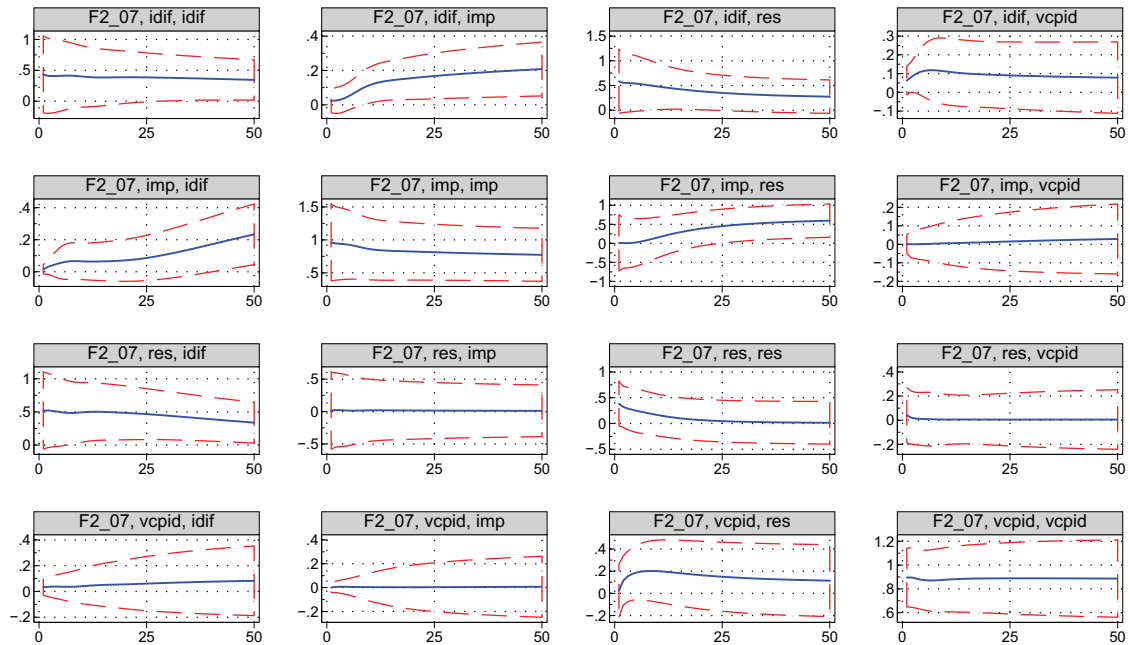 F2_07, idif, idif
1
.5
0
0 25 50
F2_07, idif, imp
.4
.2
0
0 25 50
F2_07, idif, res
1.5
1
.5
0
0 25 50
F2_07, idif, vcpid
.3
.2
.1
0
-.1
0 25 50
F2_07, imp, idif
.4
.2
0
0 25 50
F2_07, imp, imp
1.5
1
.5
0 25 50
F2_07, imp, res
1
.5
0
-.5
-1
0 25 50
F2_07, imp, vcpid
.2
.1
0
-.1
-.2
0 25 50
F2_07, res, idif
1
.5
0
0 25 50
F2_07, res, imp
.5
0
-.5
0 25 50
F2_07, res, res
1
.5
0
-.5
0 25 50
F2_07, res, vcpid
.4
.2
0
-.2
0 25 50
F2_07, vcpid, idif
.4
.2
0
-.2
0 25 50
F2_07, vcpid, imp
.4
.2
0
-.2
0 25 50
F2_07, vcpid, res
.4
.2
0
-.2
0 25 50
F2_07, vcpid, vcpid
1.2
1
.8
.6
0 25 50